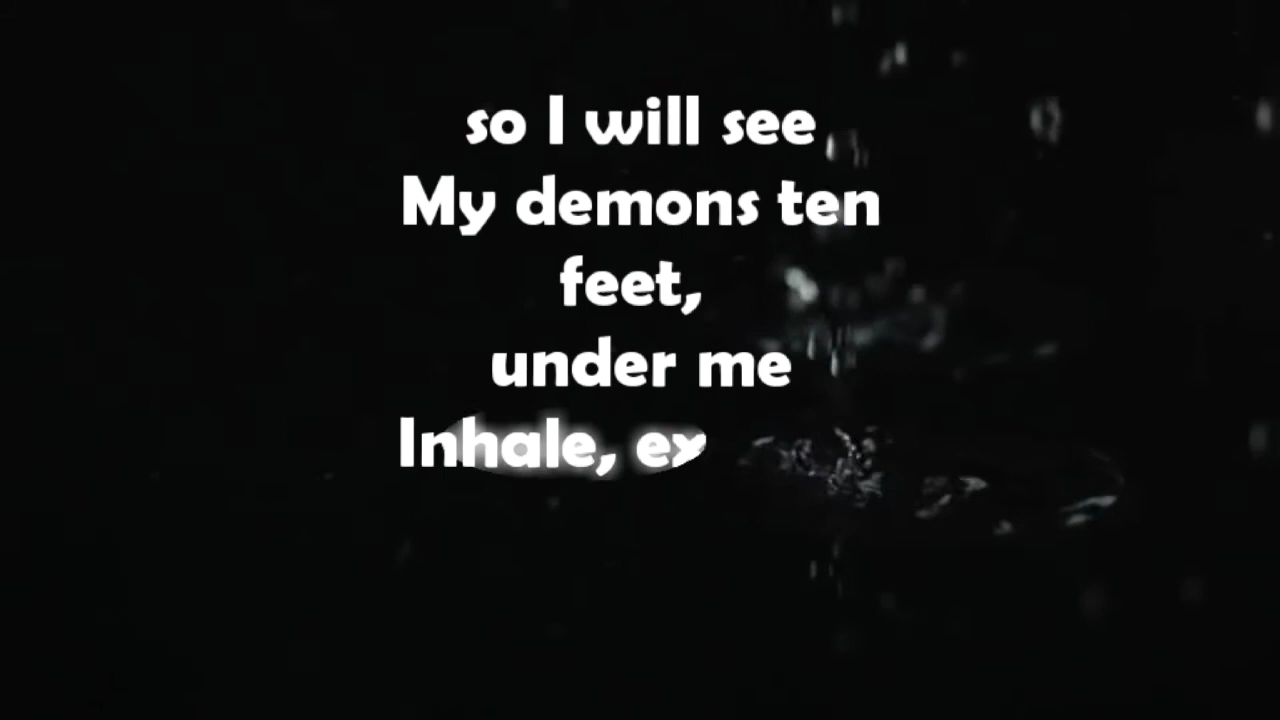 so I will see
My demons ten
feet,
under me
Inhale, ex